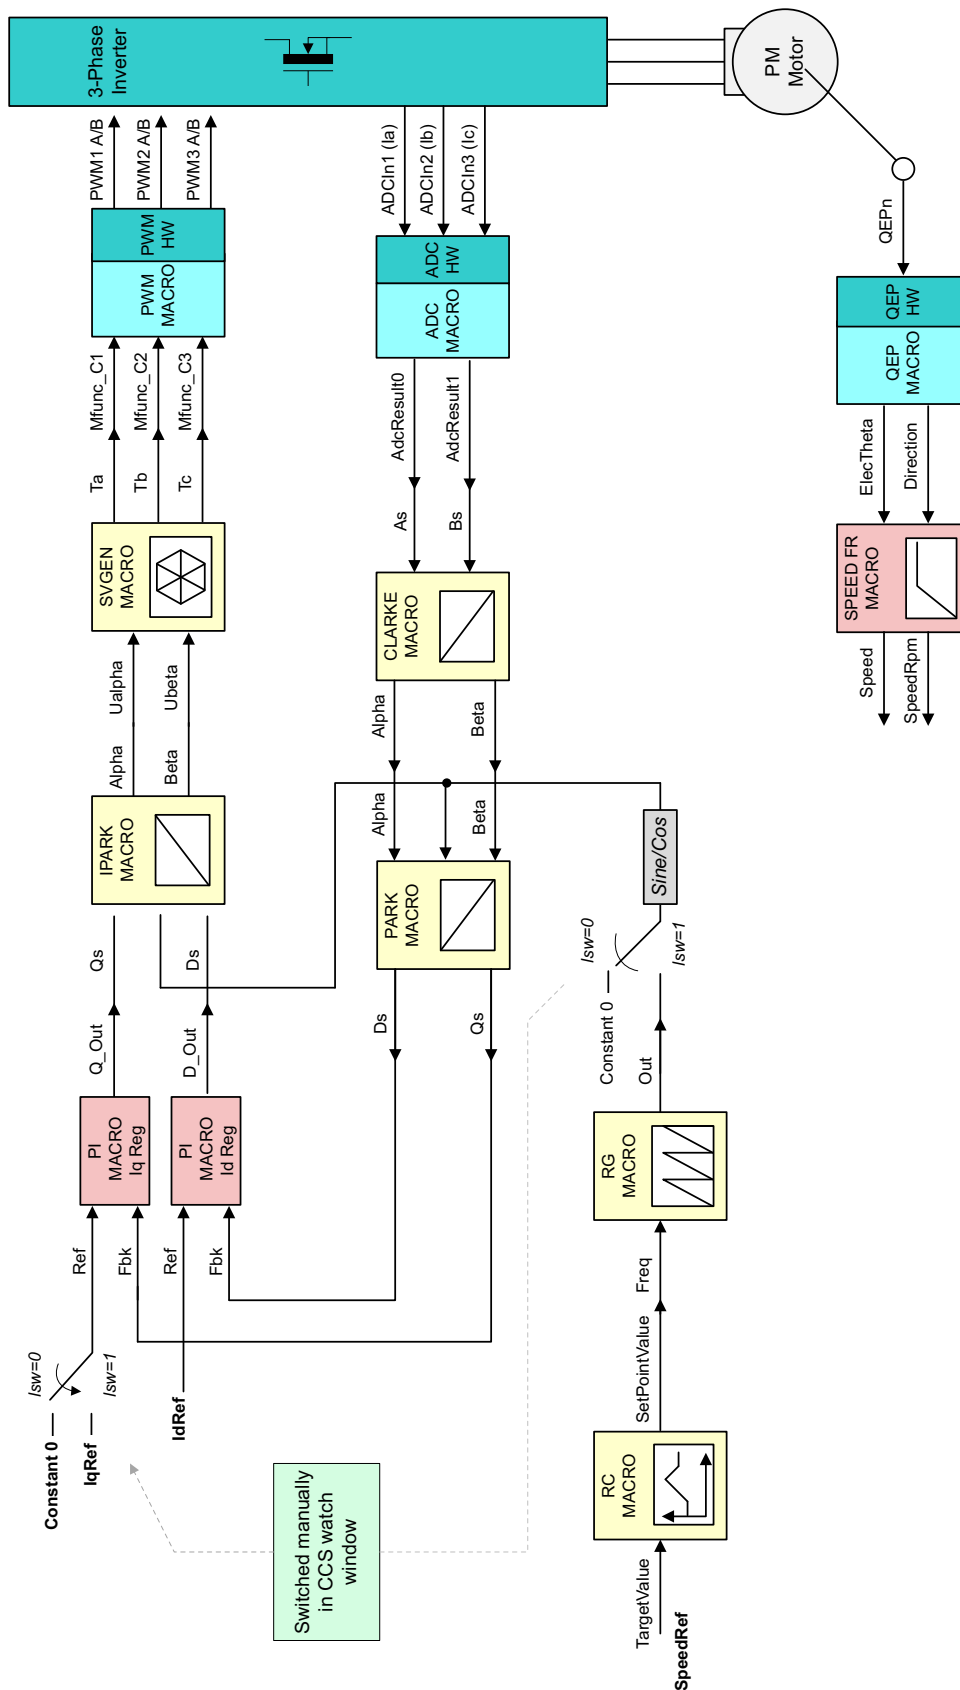 Constant 0
IqRef
Isw=0
Isw=1
Ref
Fbk
PI
MACRO
Iq Reg
Q_Out
Qs
IdRef
Ref
Fbk
PI
MACRO
Id Reg
D_Out
Ds
IPARK
MACRO
Alpha
Beta
Ualpha
Ubeta
SVGEN
MACRO
Ta
Tb
Tc
Mfunc_C1
Mfunc_C2
Mfunc_C3
PWM
MACRO
PWM
HW
PWM1 A/B
PWM2 A/B
PWM3 A/B
3-Phase
Inverter
Switched manually
in CCS watch
window
Ds
Qs
PARK
MACRO
Alpha
Beta
Alpha
Beta
CLARKE
MACRO
As
Bs
AdcResult0
AdcResult1
ADC
MACRO
ADC
HW
ADCIn1 (Ia)
ADCIn2 (Ib)
ADCIn3 (Ic)
PM
Motor
TargetValue
SpeedRef
RC
MACRO
SetPointValue
Freq
RG
MACRO
Out
Constant 0
Isw=0
Isw=1
Sine/Cos
Speed
SpeedRpm
SPEED FR
MACRO
ElecTheta
Direction
QEP
MACRO
QEP
HW
QEPn